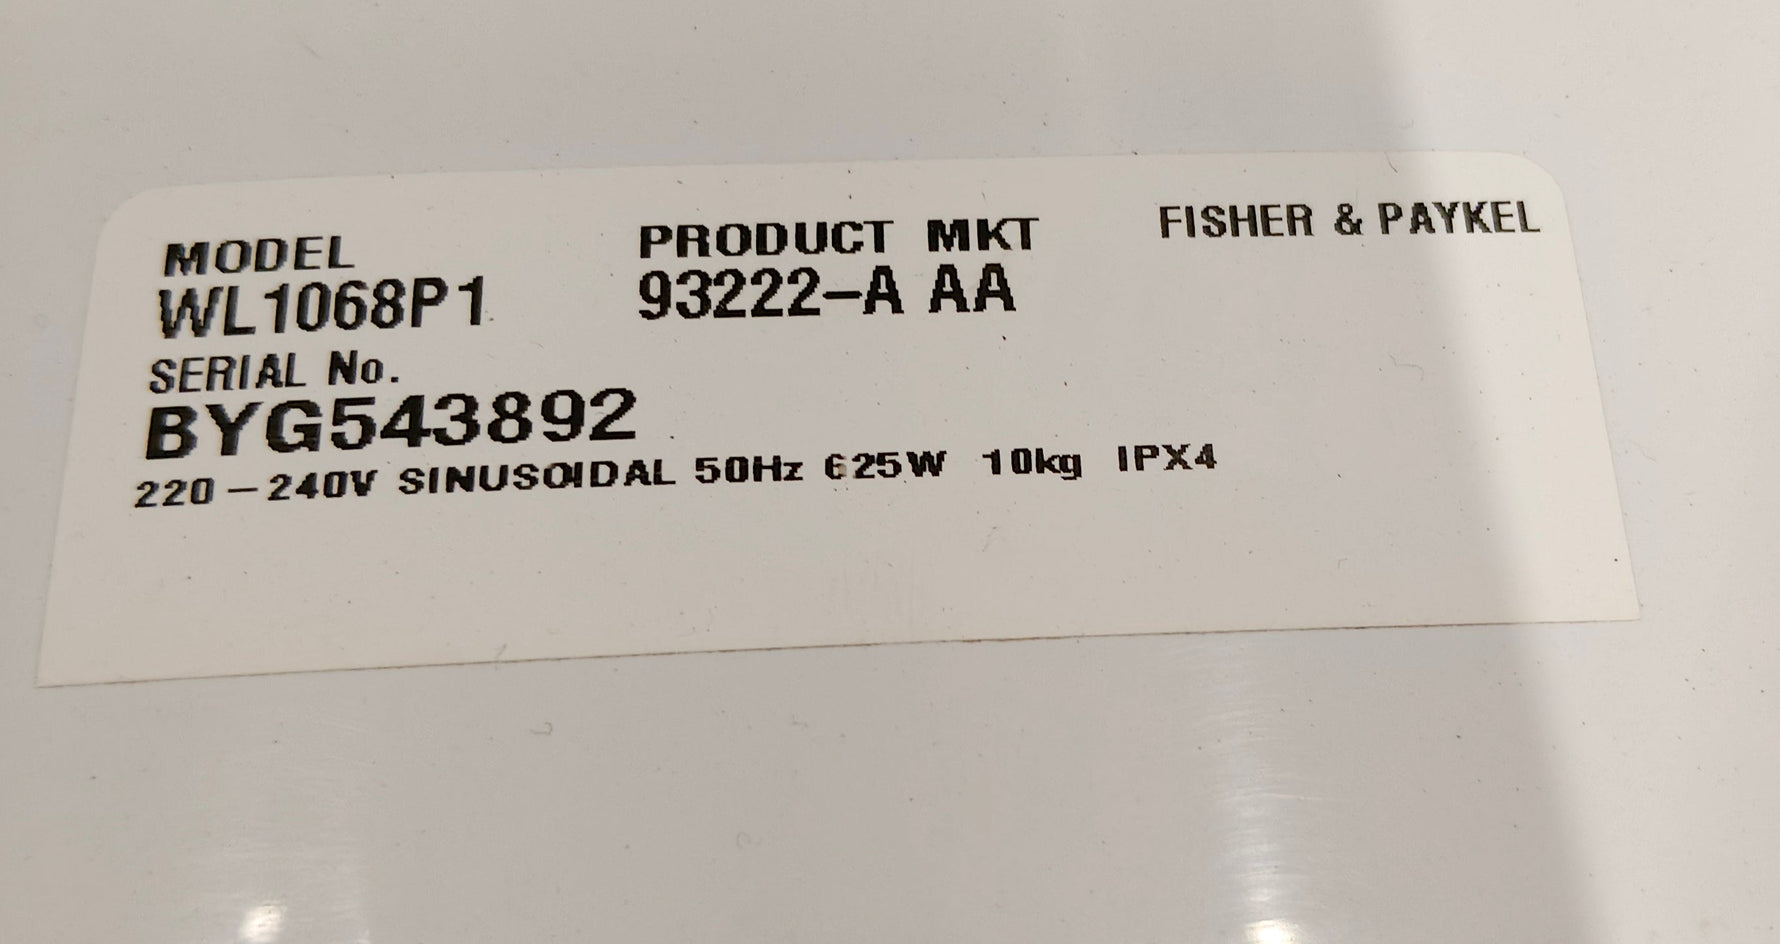 MODEL PRODUCT MKT FISHER & PAYKEL
WL1068P1 93222-A AA
SERIAL No.
BYG543892
220-240V SINUSOIDAL 50Hz 625W 10kg IPX4